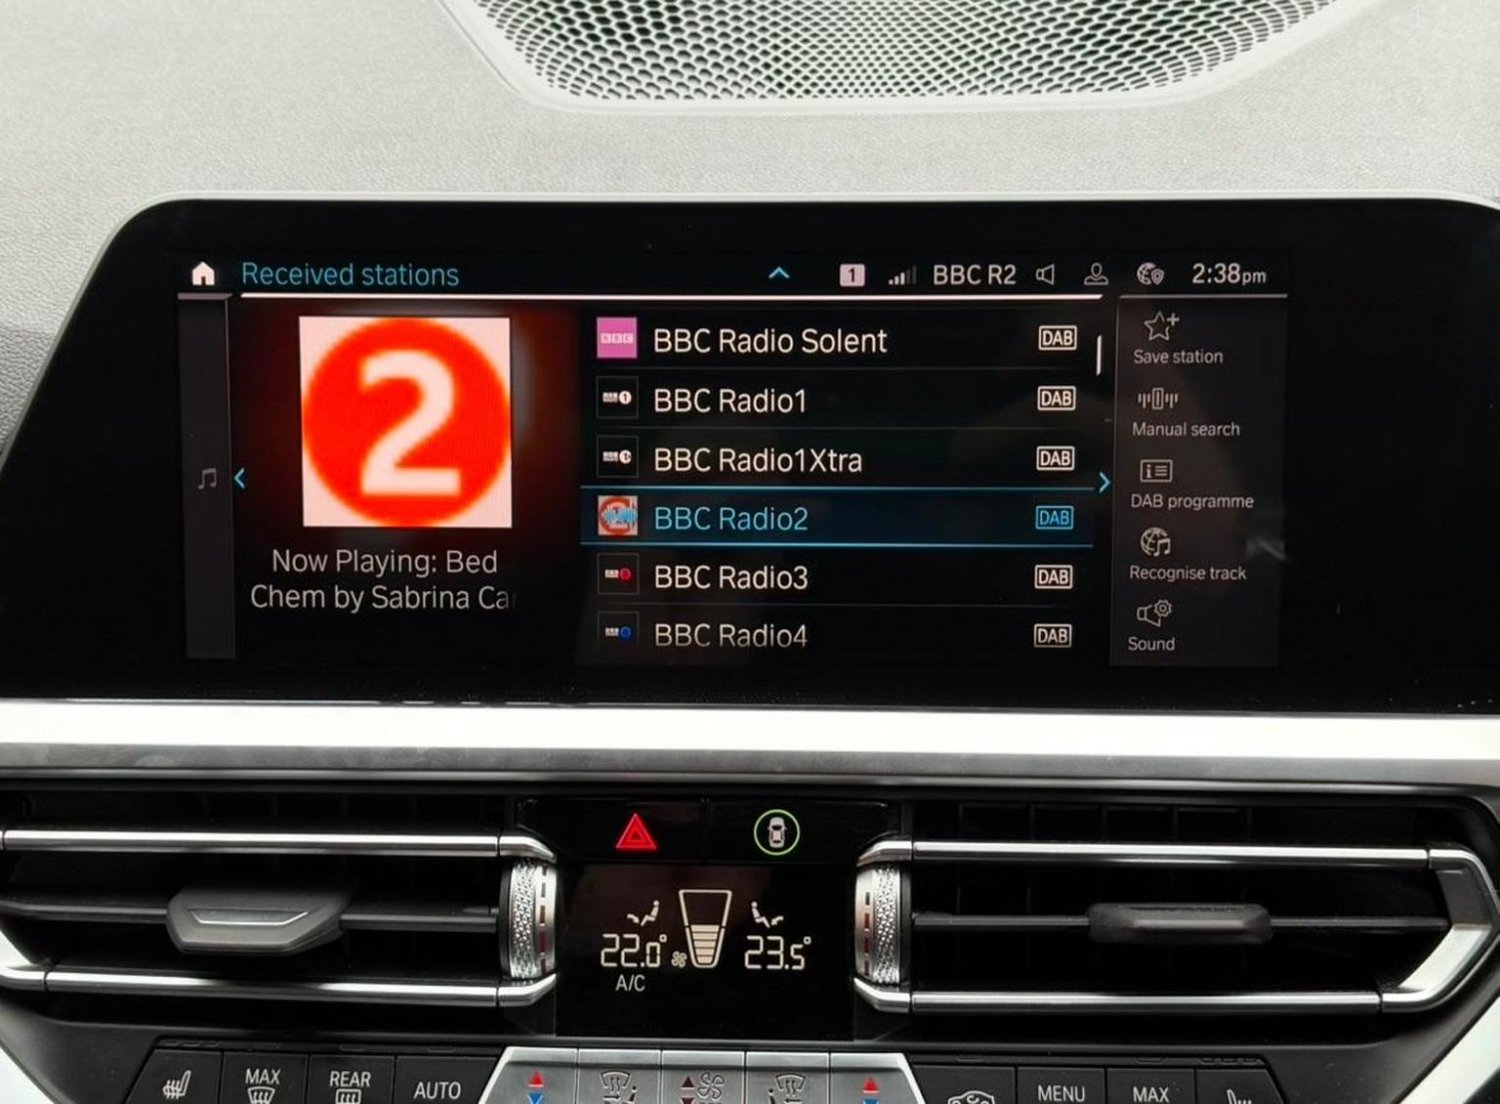 Received stations
1
BBC R2
2:38pm
2
Now Playing: Bed
Chem by Sabrina Ca
BBC
BBC Radio Solent
DAB
BBC Radio1
DAB
BBC Radio1Xtra
DAB
BBC Radio2
DAB
BBC Radio3
DAB
BBC Radio4
DAB
Save station
Manual search
DAB programme
Recognise track
Sound
22.0°
23.5°
A/C
MAX
REAR
AUTO
MENU
MAX